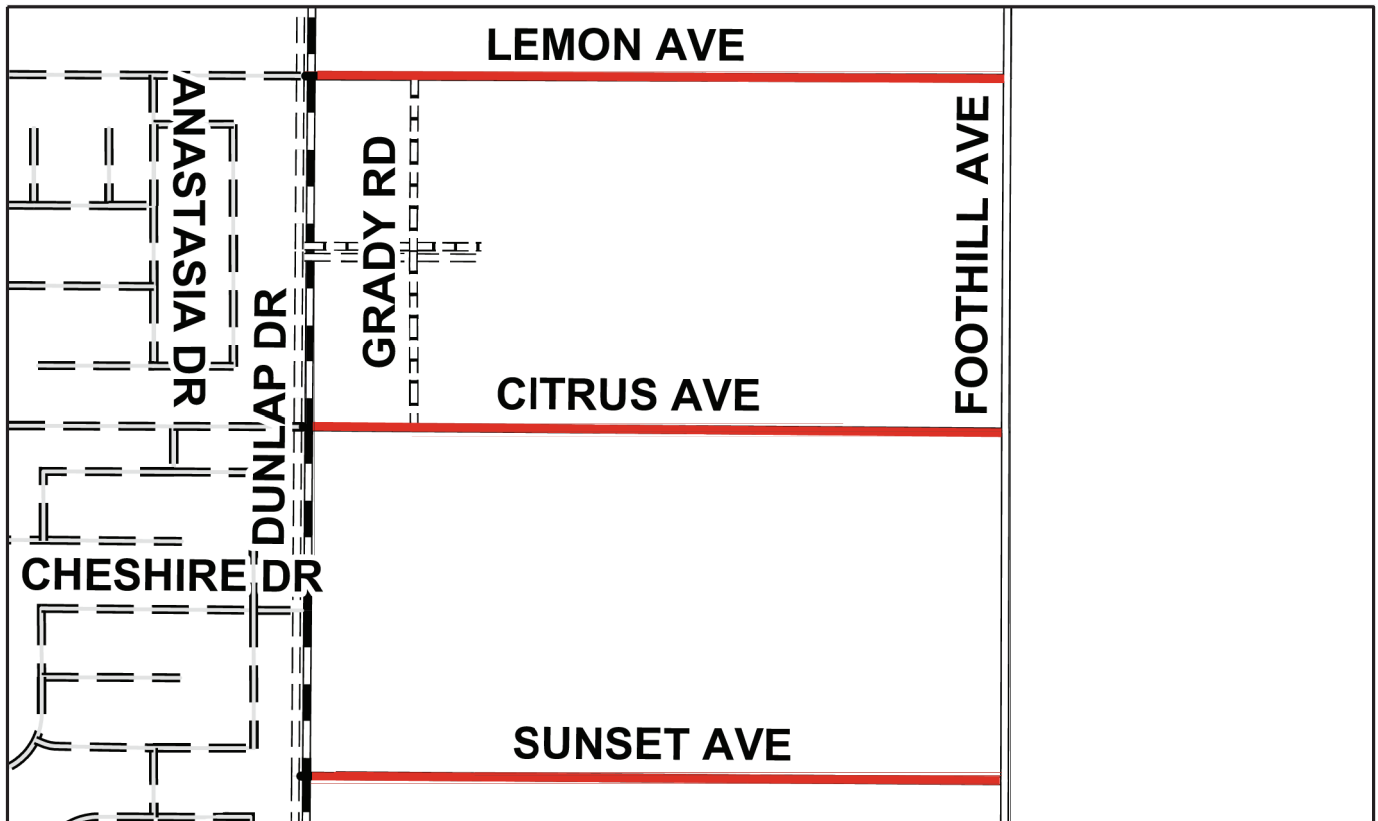 LEMON AVE
ANASTASIA DR
GRADY RD
FOOTHILL AVE
DUNLAP DR
CITRUS AVE
CHESHIRE DR
SUNSET AVE